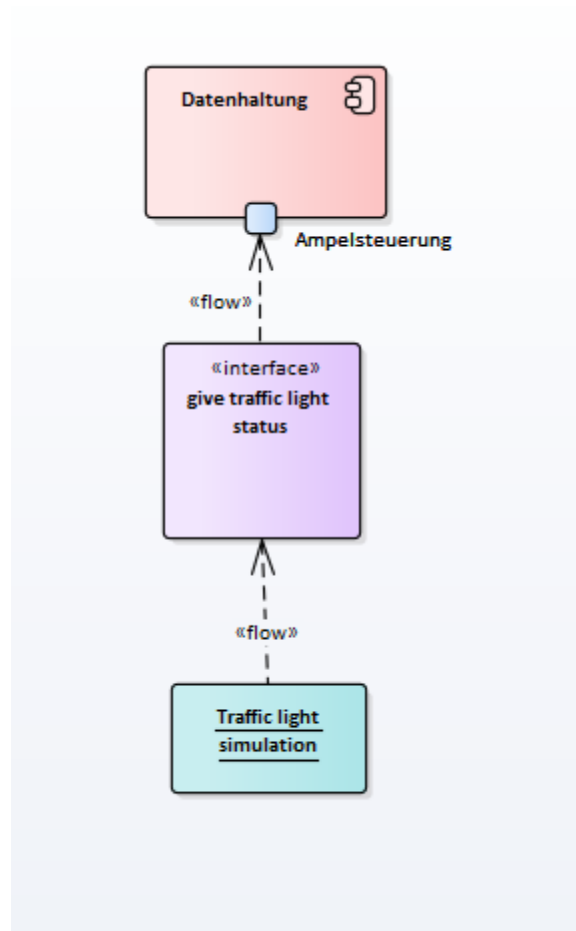 Datenhaltung
Ampelsteuerung
«flow»
«interface»
give traffic light
status
«flow»
Traffic light
simulation